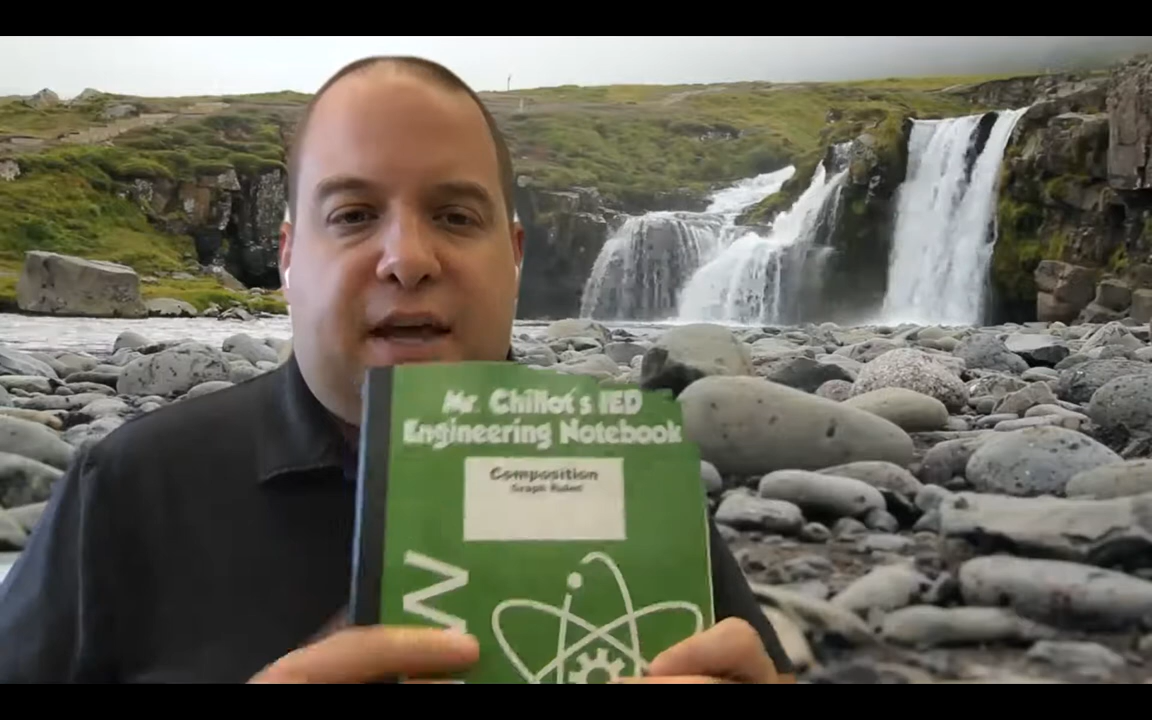 Mr. Chillot's IED
Engineering Notebook
Composition
Graph Ruled
W